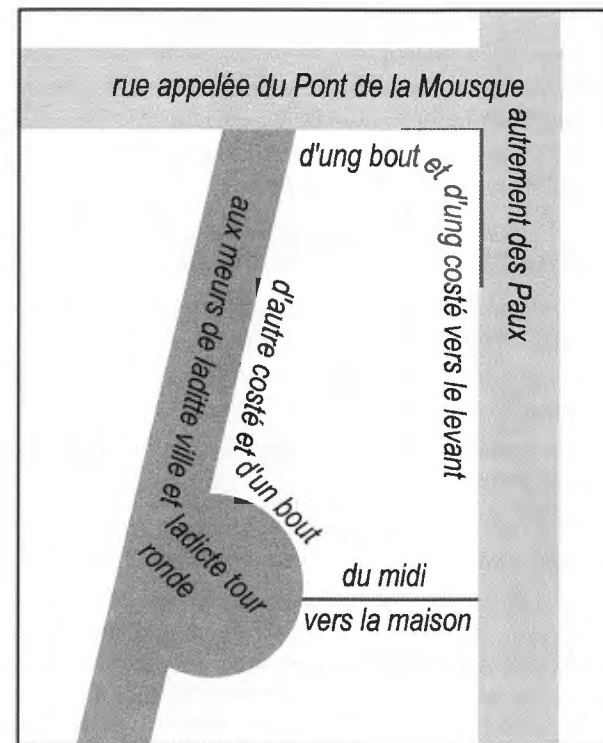 rue appelée du Pont de la Mousque
autrement des Paux
d'ung bout et d'ung costé vers le levant
aux meurs de laditte ville et ladicte tour
ronde
d'autre costé et d'un bout
du midi
vers la maison